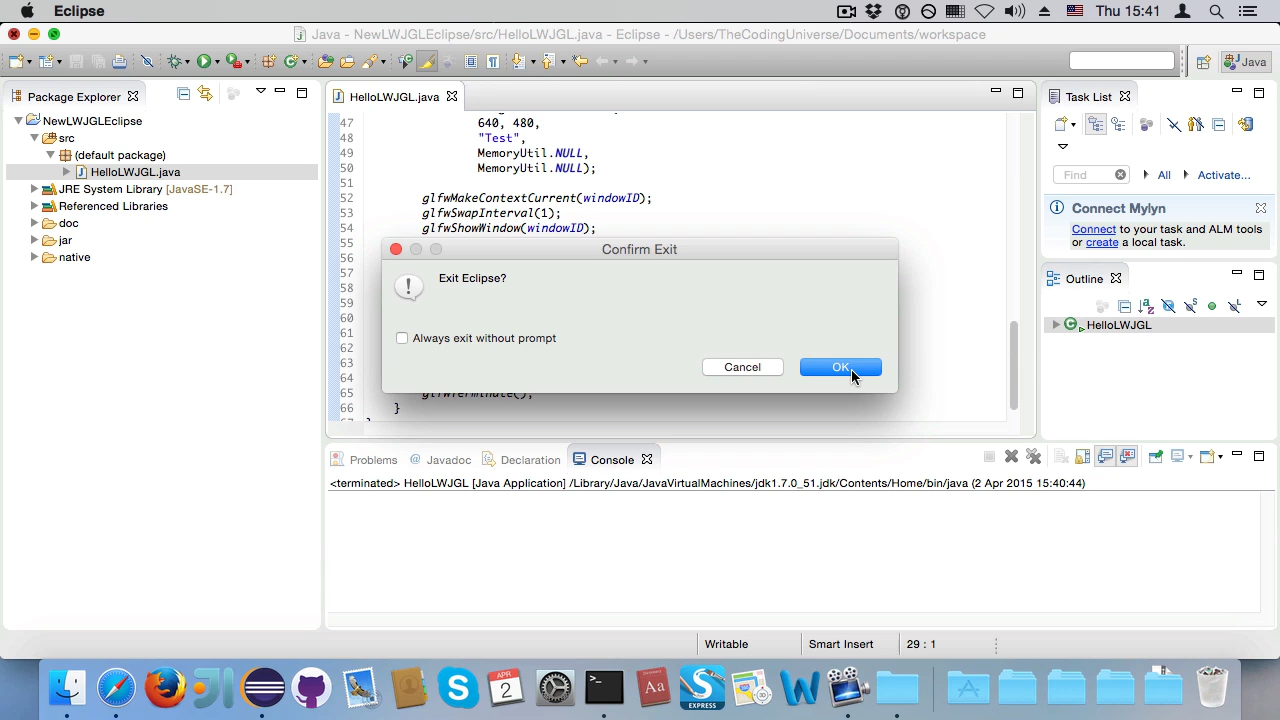 Eclipse
Thu 15:41
Java - NewLWJGLEclipse/src/HelloLWJGL.java - Eclipse - /Users/TheCodingUniverse/Documents/workspace
Java
Package Explorer
NewLWJGLEclipse
src
(default package)
HelloLWJGL.java
JRE System Library [JavaSE-1.7]
Referenced Libraries
doc
jar
native
HelloLWJGL.java
47 640, 480,
48 "Test",
49 MemoryUtil.NULL,
50 MemoryUtil.NULL);
51
52 glfwMakeContextCurrent(windowID);
53 glfwSwapInterval(1);
54 glfwShowWindow(windowID);
55
56
57
58
59
60
61
62
63
64
65 glfwTerminate();
66 }
Confirm Exit
Exit Eclipse?
Always exit without prompt
Cancel
OK
Task List
Find
All
Activate...
Connect Mylyn
Connect to your task and ALM tools
or create a local task.
Outline
HelloLWJGL
Problems
@ Javadoc
Declaration
Console
<terminated> HelloLWJGL [Java Application] /Library/Java/JavaVirtualMachines/jdk1.7.0_51.jdk/Contents/Home/bin/java (2 Apr 2015 15:40:44)
Writable
Smart Insert
29 : 1
APR
2
Aa
EXPRESS